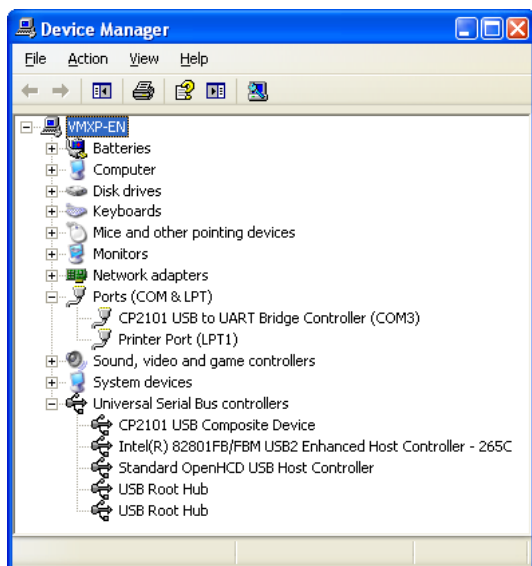 Device Manager
File Action View Help
VMXP-EN
Batteries
Computer
Disk drives
Keyboards
Mice and other pointing devices
Monitors
Network adapters
Ports (COM & LPT)
CP2101 USB to UART Bridge Controller (COM3)
Printer Port (LPT1)
Sound, video and game controllers
System devices
Universal Serial Bus controllers
CP2101 USB Composite Device
Intel(R) 82801FB/FBM USB2 Enhanced Host Controller - 265C
Standard OpenHCD USB Host Controller
USB Root Hub
USB Root Hub